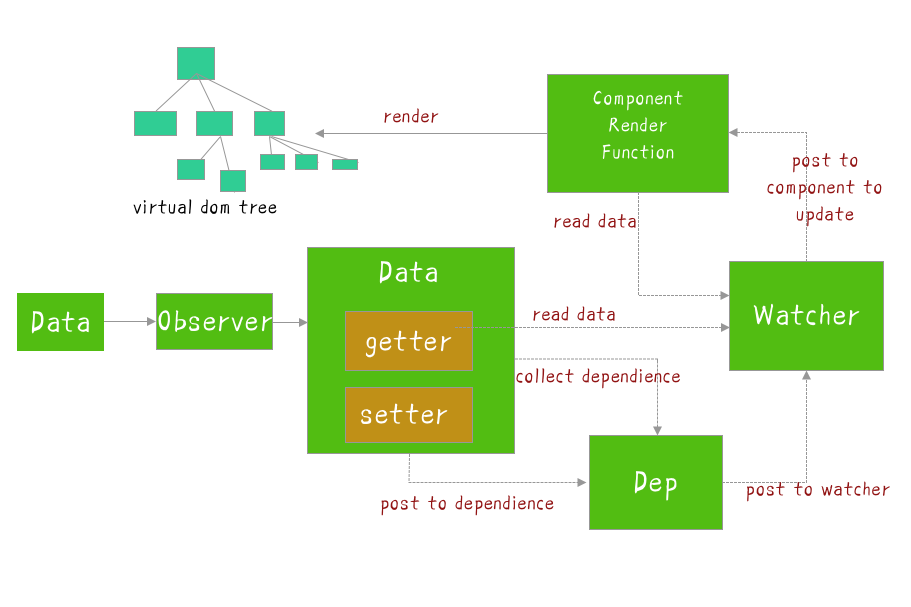 Component
Render
Function
render
post to
component to
update
virtual dom tree
read data
Data
Observer
Data
getter
setter
read data
Watcher
collect dependience
Dep
post to dependience
post to watcher